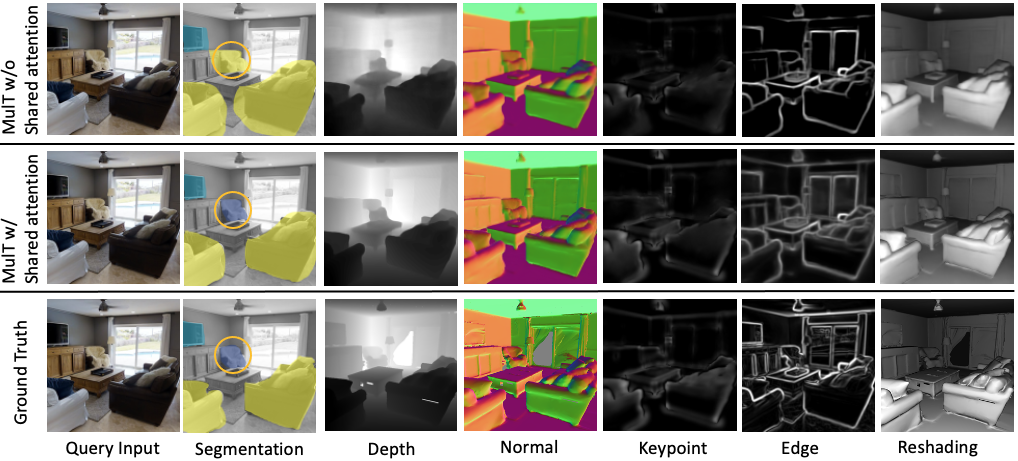 MulT w/o
Shared attention
MulT w/
Shared attention
Ground Truth
Query Input
Segmentation
Depth
Normal
Keypoint
Edge
Reshading